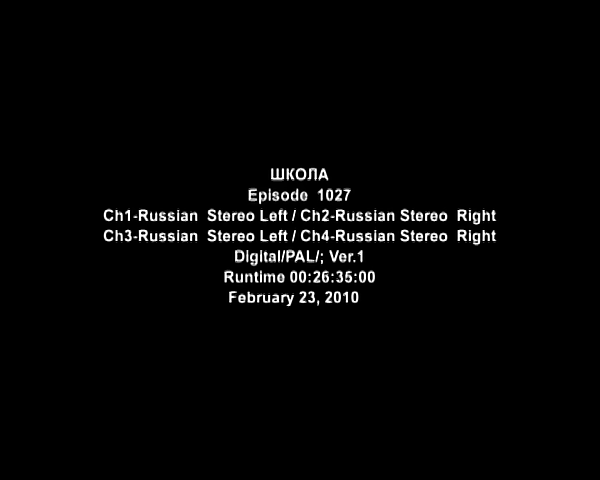 ШКОЛА
Episode 1027
Ch1-Russian Stereo Left / Ch2-Russian Stereo Right
Ch3-Russian Stereo Left / Ch4-Russian Stereo Right
Digital/PAL/; Ver.1
Runtime 00:26:35:00
February 23, 2010